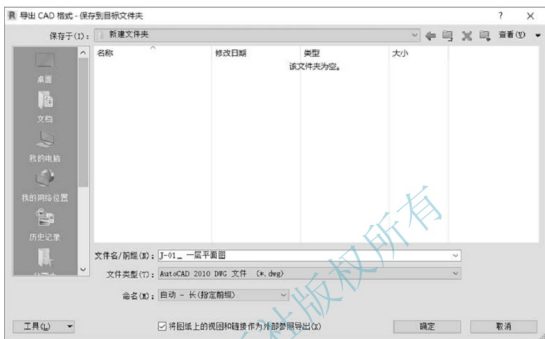 导出 CAD 格式 - 保存到目标文件夹
保存于(I):
新建文件夹
查看(V)
名称
修改日期
类型
大小
该文件夹为空。
桌面
文档
我的电脑
我的网络位置
历史记录
文件名/前缀(N): J-01_ 一层平面图
文件类型(T): AutoCAD 2010 DWG 文件 (*.dwg)
命名(M): 自动 - 长(指定前缀)
工具(L)
将图纸上的视图和链接作为外部参照导出(X)
确定
取消
社版权所有